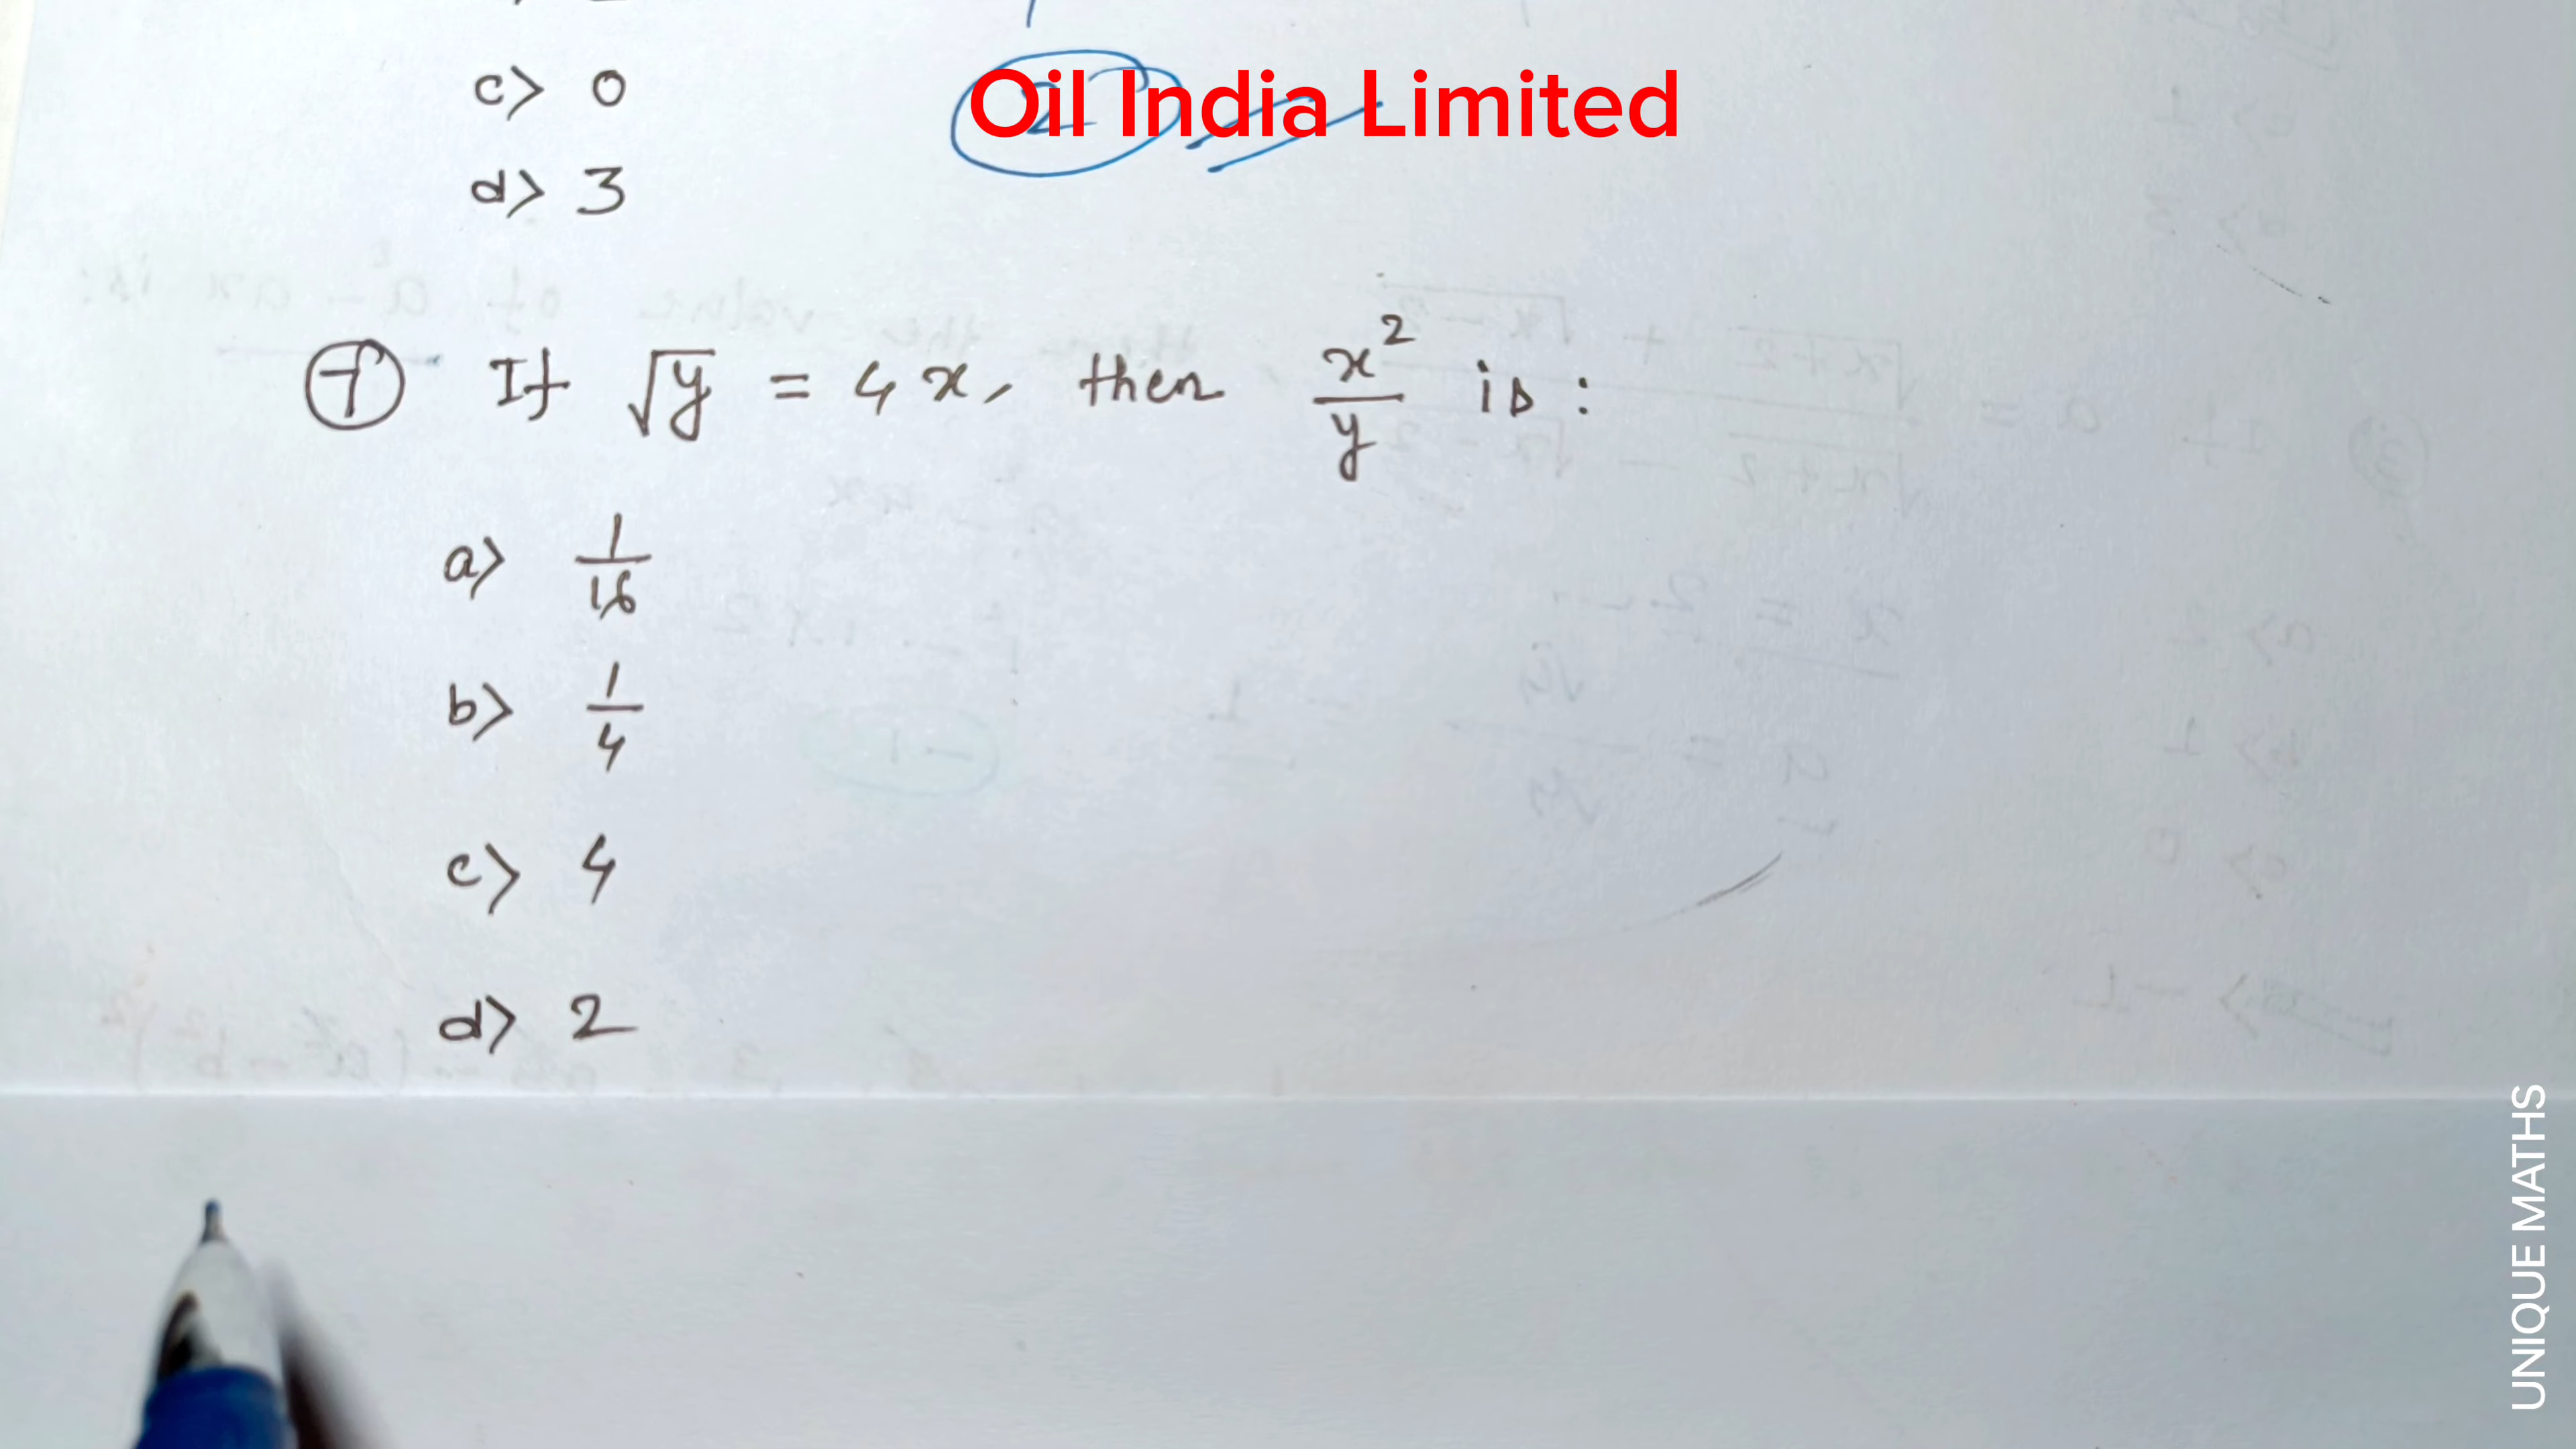 c) 0
Oil India Limited
2
d) 3
7 If √y = 4x, then x²/y is:
a) 1/16
b) 1/4
c) 4
d) 2
UNIQUE MATHS